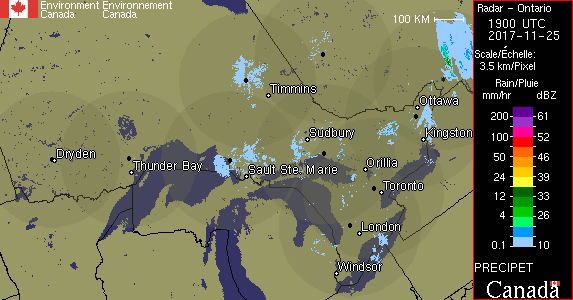 Environment Environnement
Canada Canada
100 KM
Timmins
Ottawa
Sudbury
Kingston
Dryden
Thunder Bay
Sault Ste. Marie
Orillia
Toronto
London
Windsor
Radar - Ontario
1900 UTC
2017-11-25
Scale/Échelle:
3.5 km/Pixel
Rain/Pluie
mm/hr dBZ
200 61
100 52
50 46
24 39
12 33
4 26
0.1 10
PRECIPET
Canada